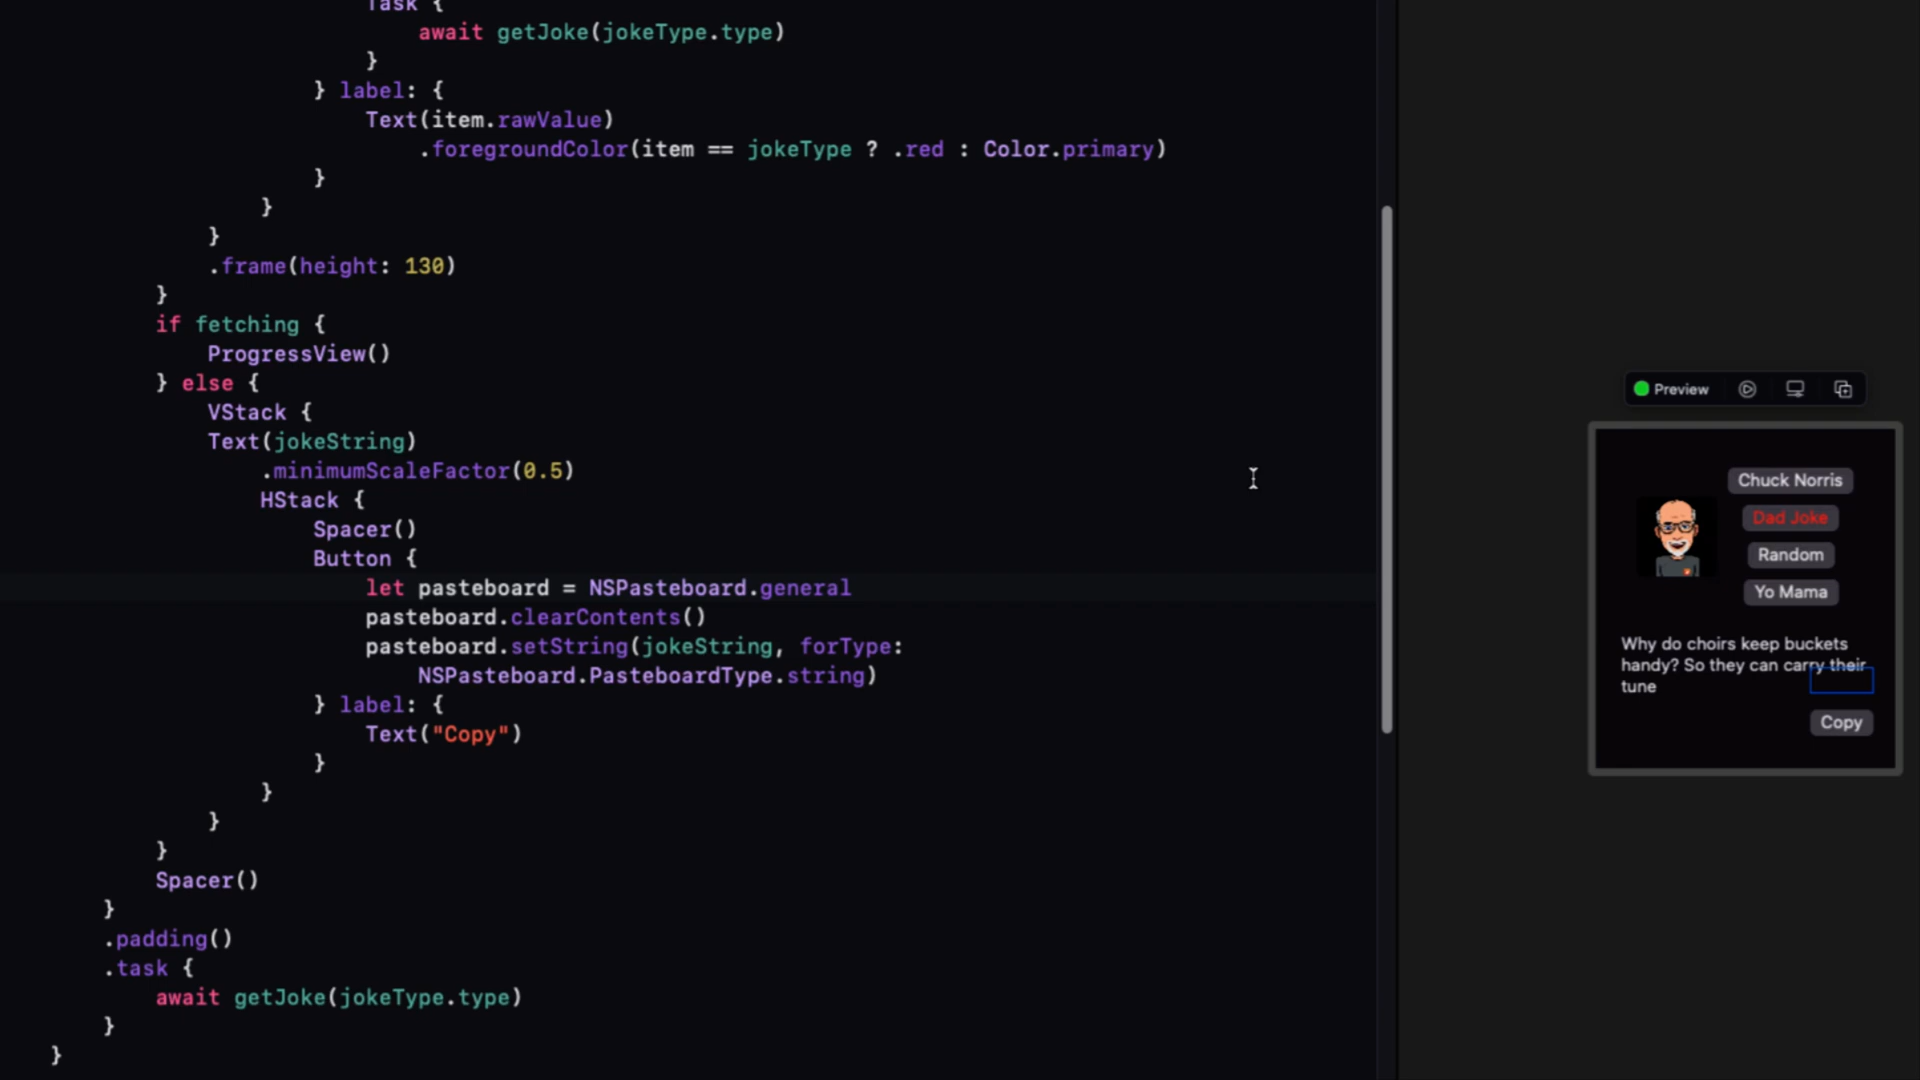 Task {
await getJoke(jokeType.type)
}
} label: {
Text(item.rawValue)
.foregroundColor(item == jokeType ? .red : Color.primary)
}
}
}
.frame(height: 130)
}
if fetching {
ProgressView()
} else {
VStack {
Text(jokeString)
.minimumScaleFactor(0.5)
HStack {
Spacer()
Button {
let pasteboard = NSPasteboard.general
pasteboard.clearContents()
pasteboard.setString(jokeString, forType:
NSPasteboard.PasteboardType.string)
} label: {
Text("Copy")
}
}
}
}
Spacer()
}
.padding()
.task {
await getJoke(jokeType.type)
}
}
Preview
Chuck Norris
Dad Joke
Random
Yo Mama
Why do choirs keep buckets
handy? So they can carry their
tune
Copy